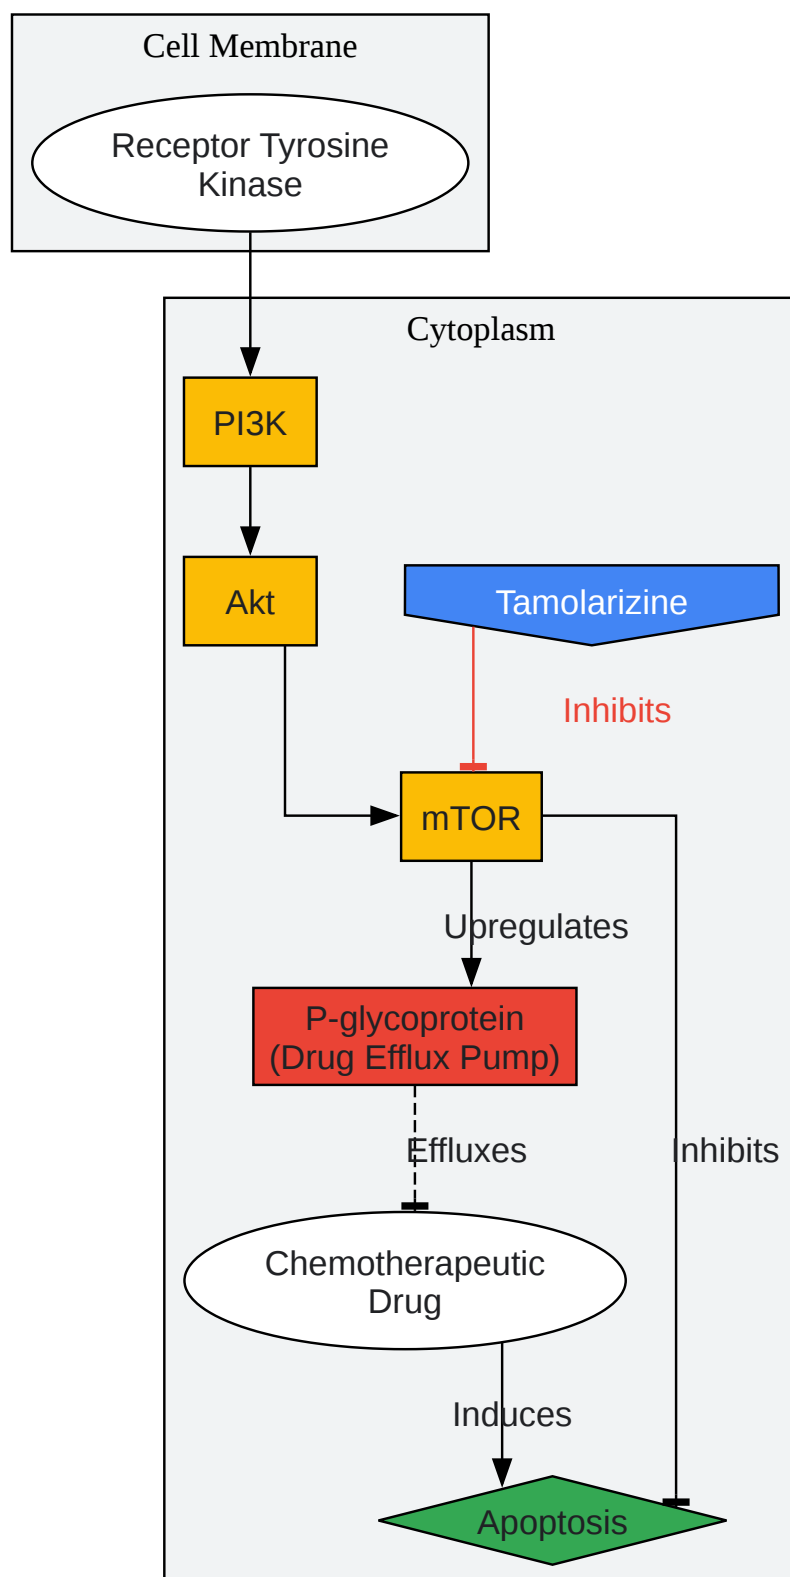 Cell Membrane
Receptor Tyrosine
Kinase
Cytoplasm
PI3K
Akt
Tamolarizine
Inhibits
mTOR
Upregulates
P-glycoprotein
(Drug Efflux Pump)
Effluxes
Inhibits
Chemotherapeutic
Drug
Induces
Apoptosis